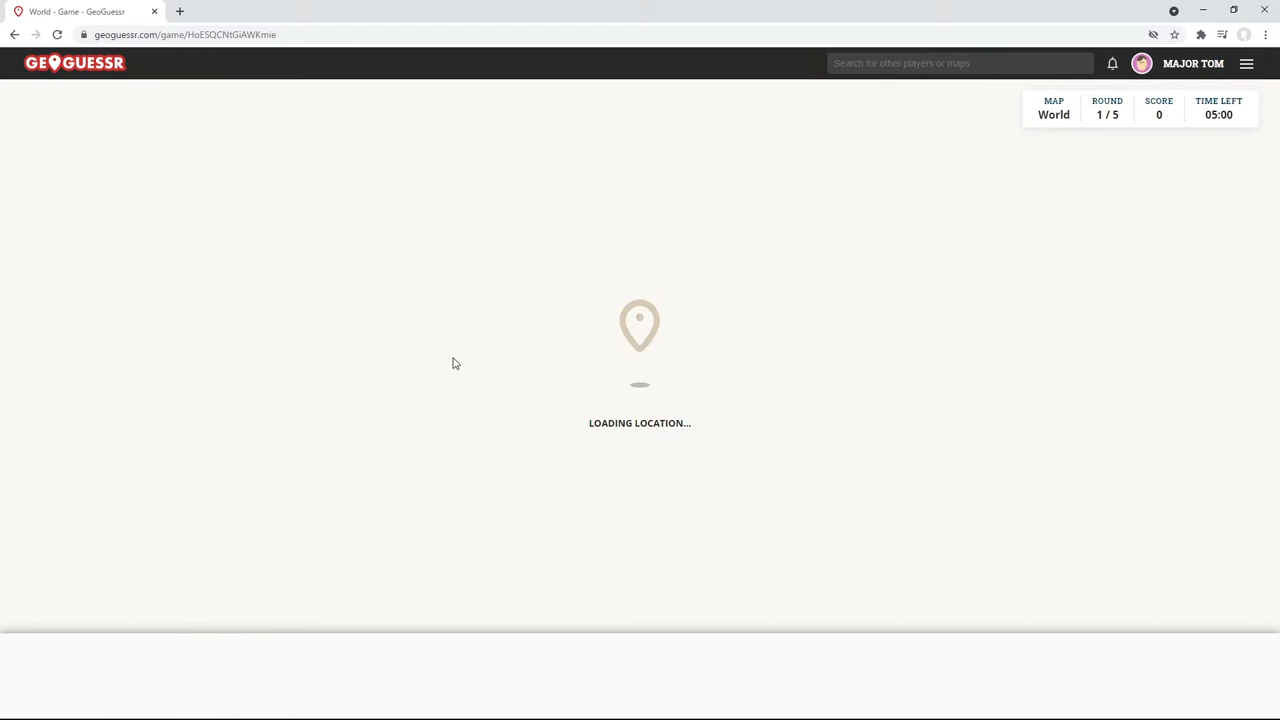 World - Game - GeoGuessr
geoguessr.com/game/HoESQCNtGiAWKmie
GEOGUESSR
Search for other players or maps
MAJOR TOM
MAP ROUND SCORE TIME LEFT
World 1 / 5 0 05:00
LOADING LOCATION...